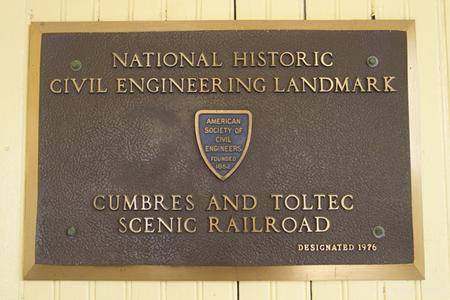 NATIONAL HISTORIC
CIVIL ENGINEERING LANDMARK
AMERICAN
SOCIETY OF
CIVIL
ENGINEERS
FOUNDED
1852
CUMBRES AND TOLTEC
SCENIC RAILROAD
DESIGNATED 1976